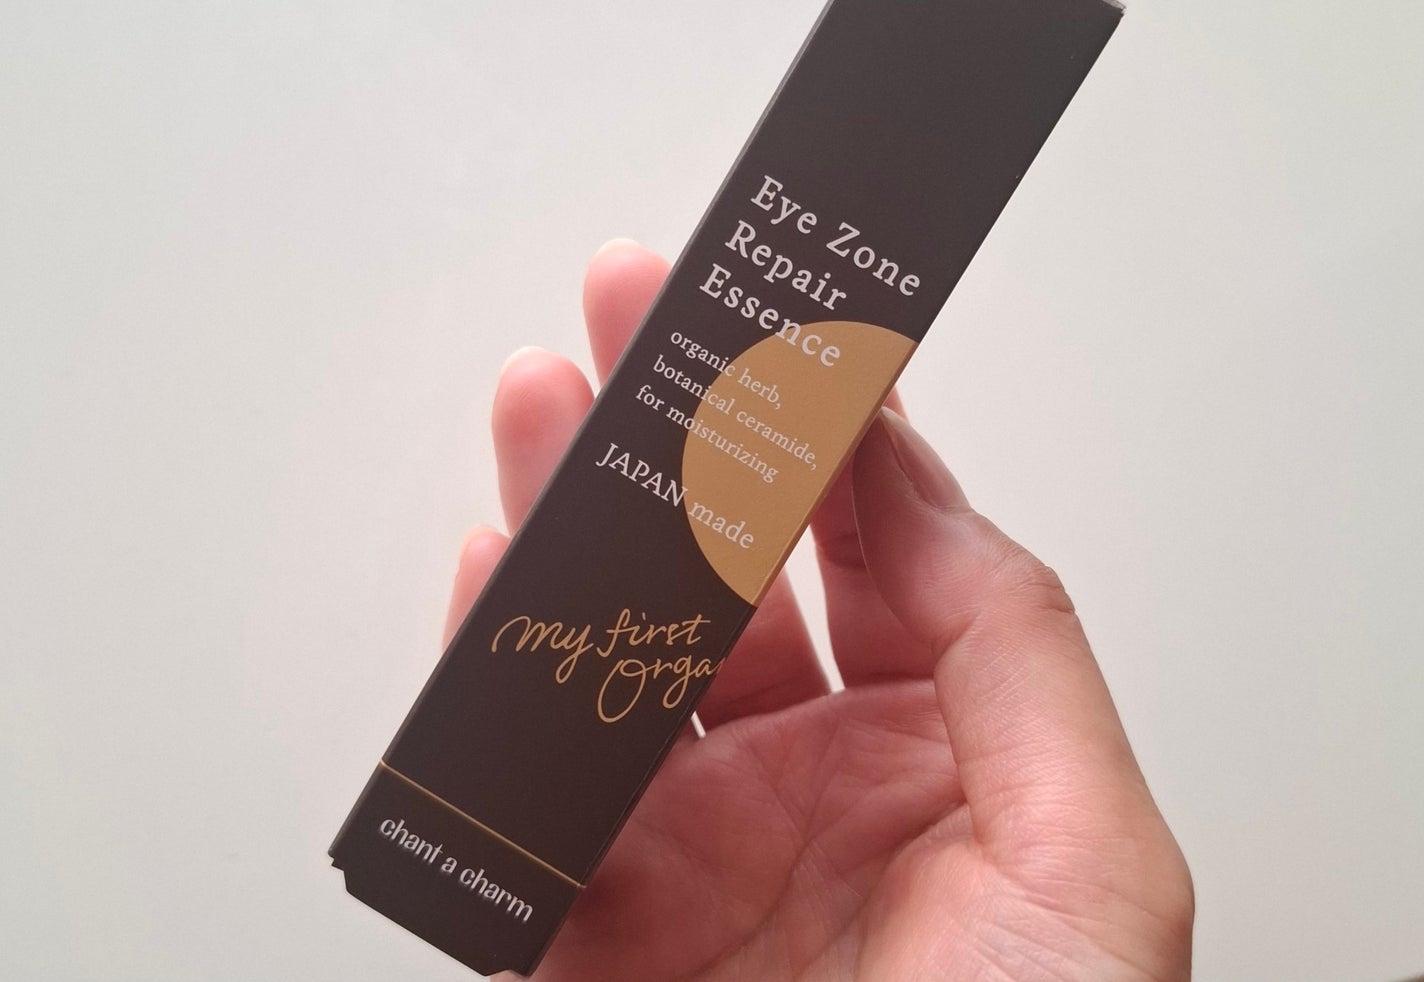 Eye Zone
Repair
Essence
organic herb,
botanical ceramide,
for moisturizing
JAPAN made
my first
chant a charm